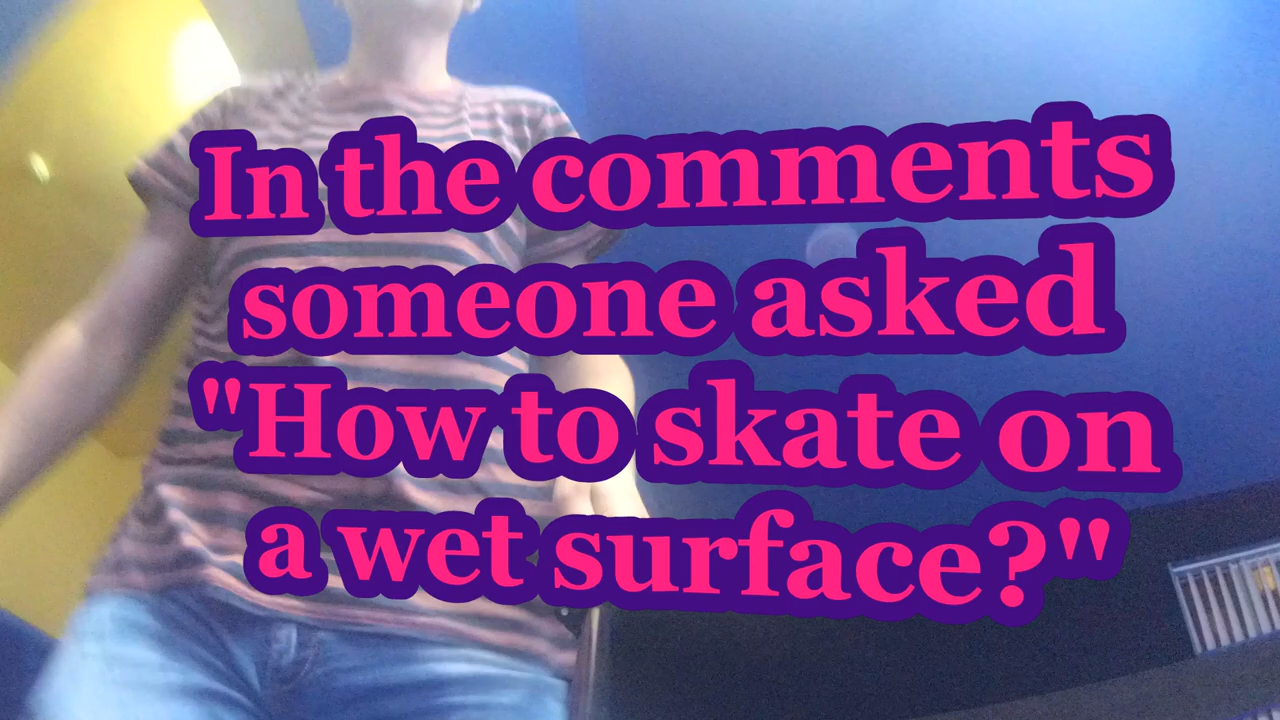 In the comments
someone asked
"How to skate on
a wet surface?"